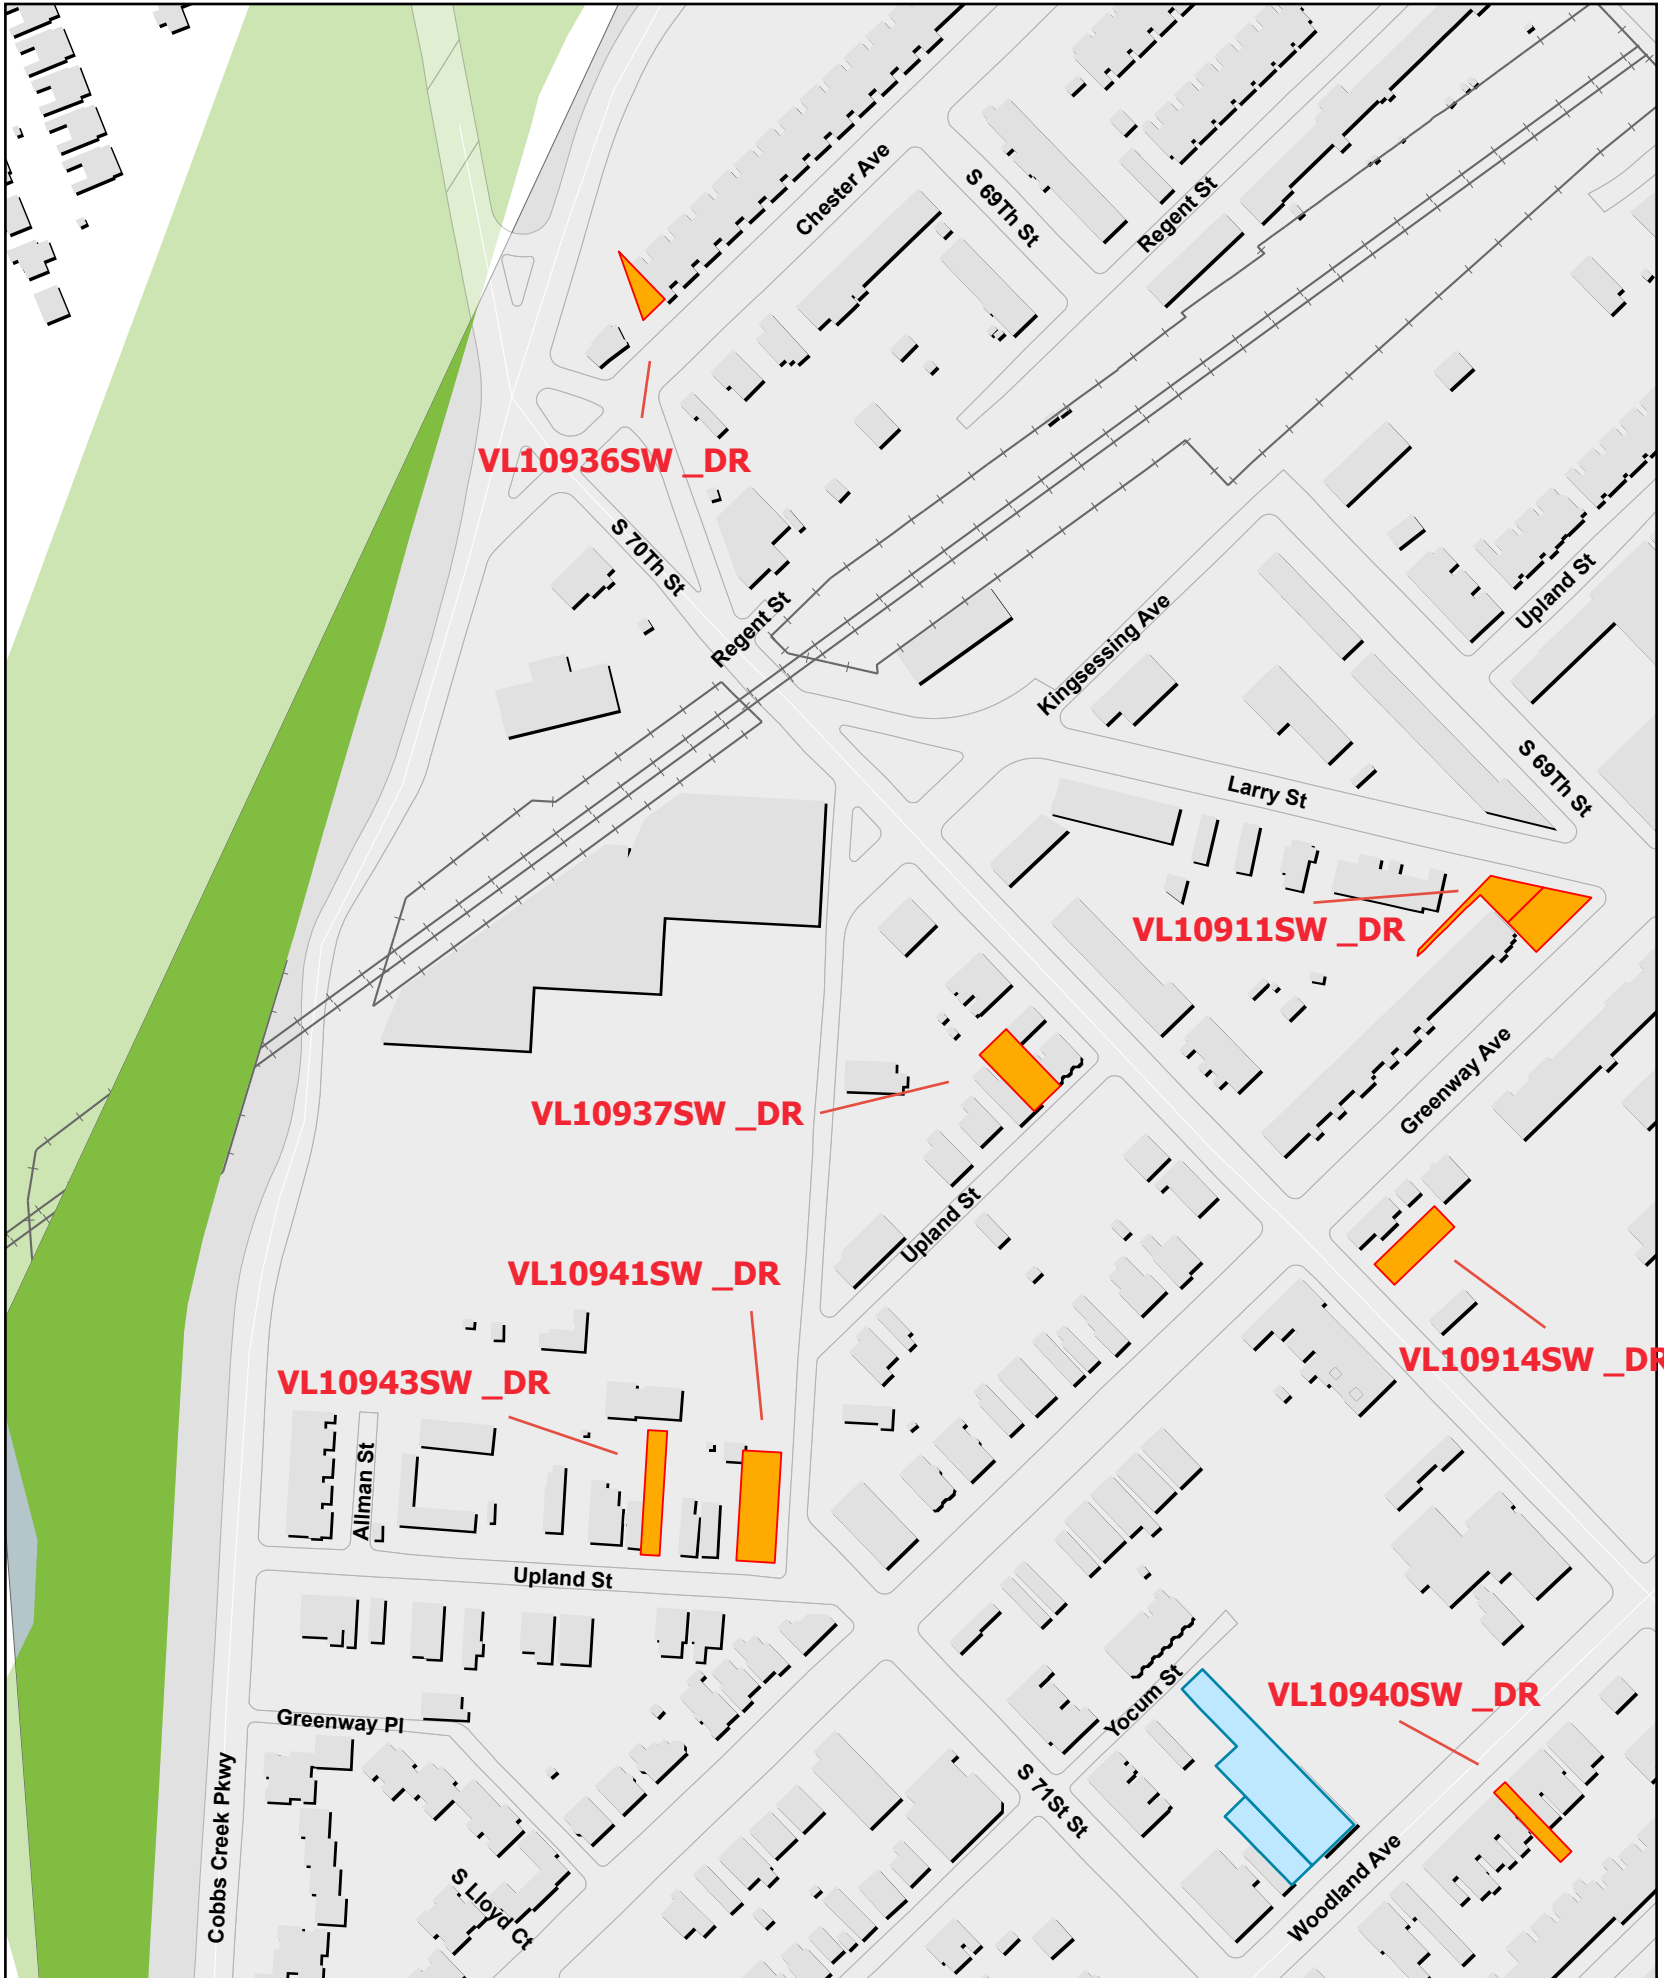 Chester Ave
S 69Th St
Regent St
VL10936SW _DR
S 70Th St
Regent St
Upland St
Kingsessing Ave
S 69Th St
Larry St
VL10911SW _DR
Greenway Ave
VL10937SW _DR
Upland St
VL10941SW _DR
VL10914SW _DR
VL10943SW _DR
Allman St
Upland St
Yocum St
VL10940SW _DR
Greenway Pl
S 71St St
Cobbs Creek Pkwy
Woodland Ave
S Lloyd Ct